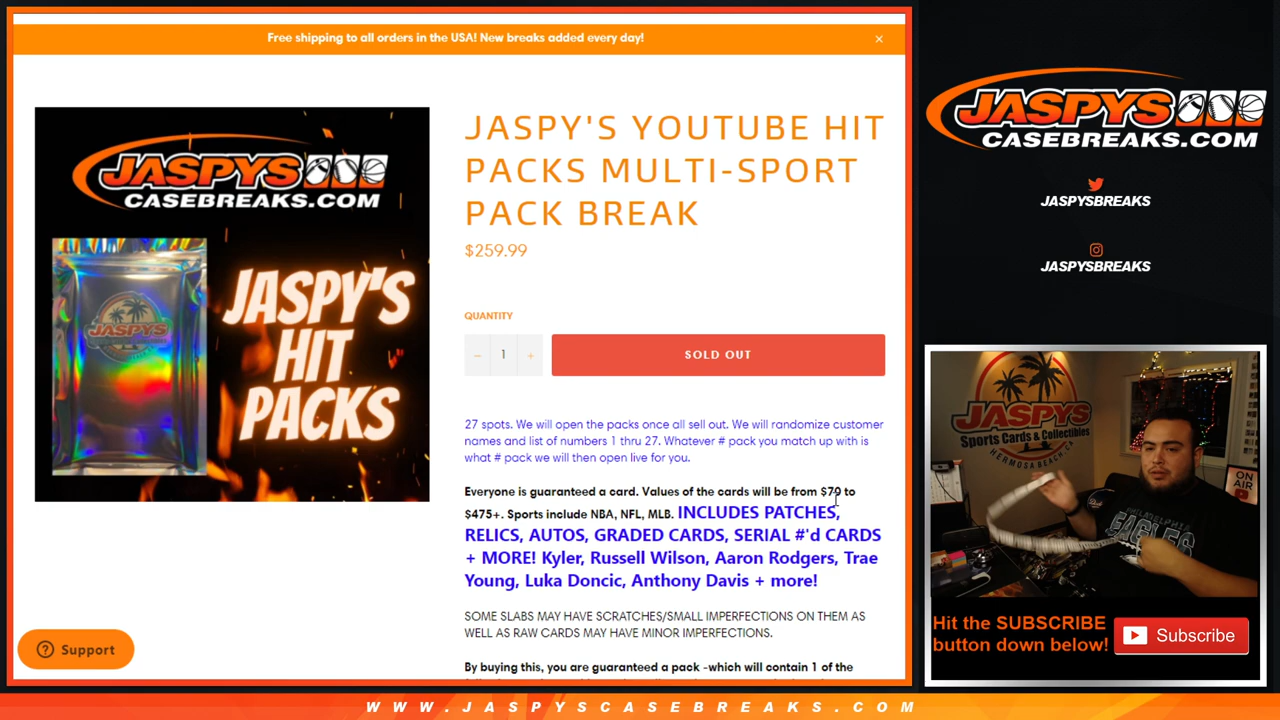 Free shipping to all orders in the USA! New breaks added every day!
×
JASPYS
CASEBREAKS.COM
JASPYS
JASPY'S
HIT
PACKS
JASPY'S YOUTUBE HIT
PACKS MULTI-SPORT
PACK BREAK
$259.99
QUANTITY
− 1 +
SOLD OUT
27 spots. We will open the packs once all sell out. We will randomize customer
names and list of numbers 1 thru 27. Whatever # pack you match up with is
what # pack we will then open live for you.
Everyone is guaranteed a card. Values of the cards will be from $70 to
$475+. Sports include NBA, NFL, MLB. INCLUDES PATCHES,
RELICS, AUTOS, GRADED CARDS, SERIAL #'d CARDS
+ MORE! Kyler, Russell Wilson, Aaron Rodgers, Trae
Young, Luka Doncic, Anthony Davis + more!
SOME SLABS MAY HAVE SCRATCHES/SMALL IMPERFECTIONS ON THEM AS
WELL AS RAW CARDS MAY HAVE MINOR IMPERFECTIONS.
By buying this, you are guaranteed a pack -which will contain 1 of the
Support
JASPYS
CASEBREAKS.COM
JASPYSBREAKS
JASPYSBREAKS
JASPYS
Sports Cards & Collectibles
HERMOSA BEACH, CA
ON
AIR
PHILADELPHIA
EAGLES
Hit the SUBSCRIBE
button down below!
Subscribe
WWW.JASPYSCASEBREAKS.COM